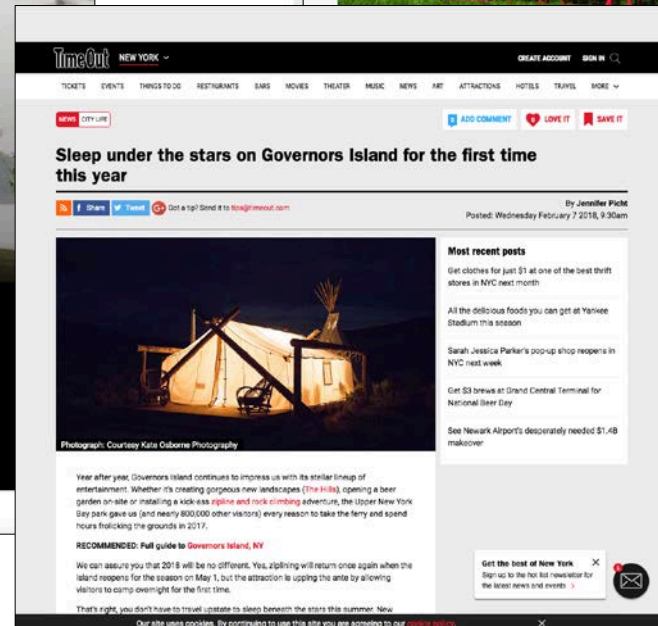 TimeOut NEW YORK
CREATE ACCOUNT SIGN IN
TICKETS EVENTS THINGS TO DO RESTAURANTS BARS MOVIES THEATER MUSIC NEWS ART ATTRACTIONS HOTELS TRAVEL MORE
NEWS CITY LIFE
ADD COMMENT LOVE IT SAVE IT
Sleep under the stars on Governors Island for the first time
this year
Share Tweet G+ Got a tip? Send it to tips@timeout.com
By Jennifer Picht
Posted: Wednesday February 7 2018, 9:30am
Photograph: Courtesy Kate Osborne Photography
Most recent posts
Get clothes for just $1 at one of the best thrift
stores in NYC next month
All the delicious foods you can get at Yankee
Stadium this season
Sarah Jessica Parker's pop-up shop reopens in
NYC next week
Get $3 brews at Grand Central Terminal for
National Beer Day
See Newark Airport's desperately needed $1.4B
makeover
Year after year, Governors Island continues to impress us with its stellar lineup of
entertainment. Whether it's creating gorgeous new landscapes (The Hills), opening a beer
garden on-site or installing a kick-ass zipline and rock climbing adventure, the Upper New York
Bay park gave us (and nearly 800,000 other visitors) every reason to take the ferry and spend
hours frolicking the grounds in 2017.
RECOMMENDED: Full guide to Governors Island, NY
We can assure you that 2018 will be no different. Yes, ziplining will return once again when the
island reopens for the season on May 1, but the attraction is upping the ante by allowing
visitors to camp overnight for the first time.
That's right, you don't have to travel upstate to sleep beneath the stars this summer. New
Get the best of New York
Sign up to the hot list newsletter for
the latest news and events >
Our site uses cookies. By continuing to use this site you are agreeing to our cookie policy.